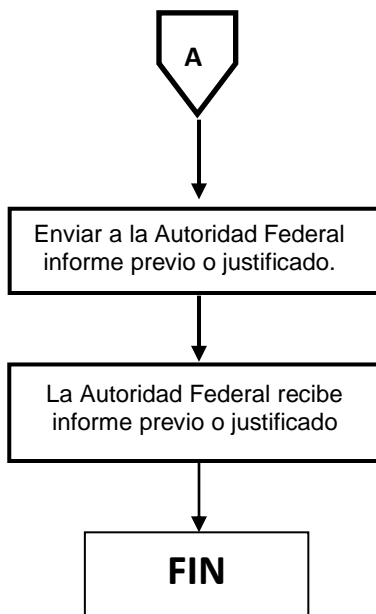 A
Enviar a la Autoridad Federal
informe previo o justificado.
La Autoridad Federal recibe
informe previo o justificado
FIN